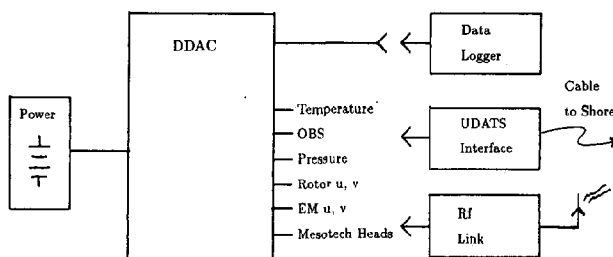 DDAC
Data
Logger
Power
Temperature
OBS
Pressure
Rotor u, v
EM u, v
Mesotech Heads
UDATS
Interface
Cable
to Shore
Rf
Link